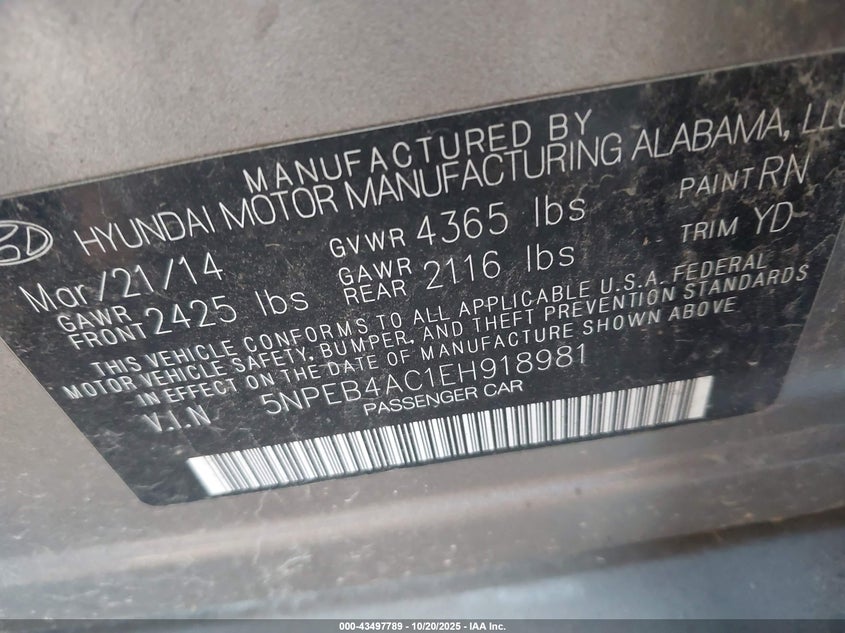 MANUFACTURED BY
HYUNDAI MOTOR MANUFACTURING ALABAMA, LLC
Mar/21/14 GVWR 4365 lbs PAINT RN
GAWR FRONT 2425 lbs GAWR REAR 2116 lbs TRIM YD
THIS VEHICLE CONFORMS TO ALL APPLICABLE U.S.A. FEDERAL
MOTOR VEHICLE SAFETY, BUMPER, AND THEFT PREVENTION STANDARDS
IN EFFECT ON THE DATE OF MANUFACTURE SHOWN ABOVE
V.I.N 5NPEB4AC1EH918981
PASSENGER CAR
000-43497789 - 10/20/2025 - IAA Inc.